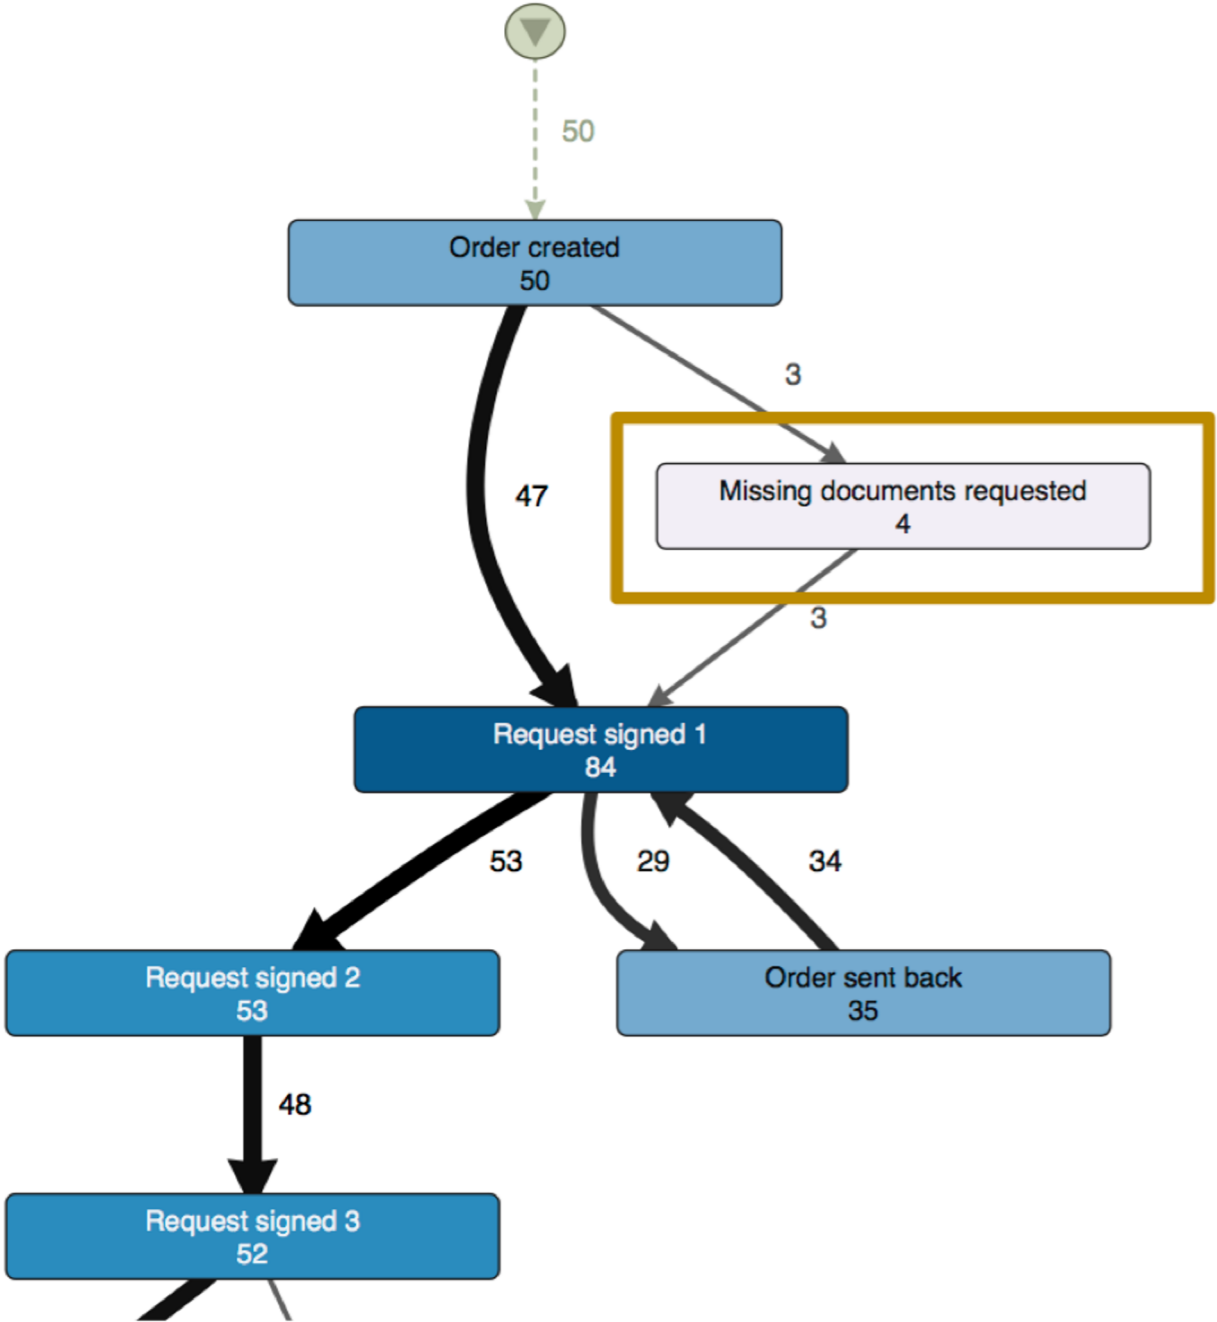 50
Order created
50
3
47
Missing documents requested
4
3
Request signed 1
84
53
29
34
Request signed 2
53
Order sent back
35
48
Request signed 3
52